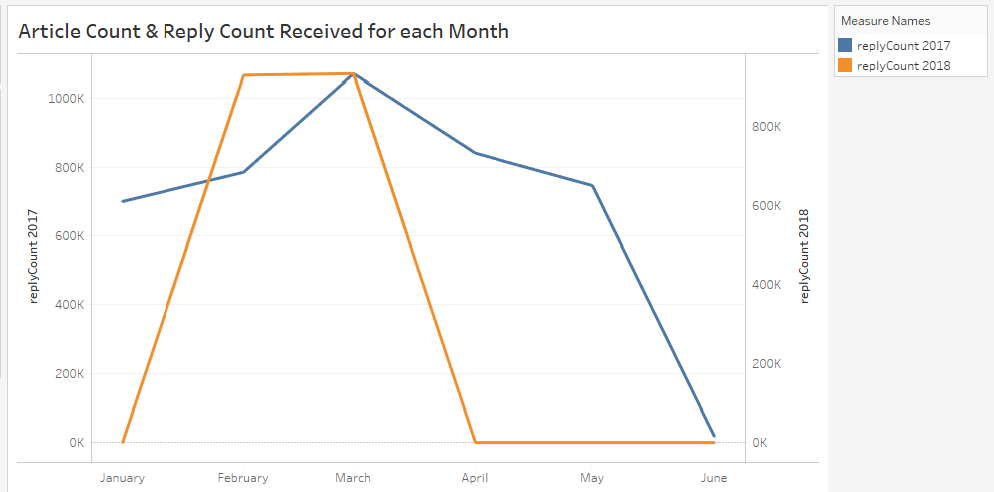 Article Count & Reply Count Received for each Month
Measure Names
replyCount 2017
replyCount 2018
1000K
800K
600K
400K
200K
0K
replyCount 2017
800K
600K
400K
200K
0K
replyCount 2018
January February March April May June